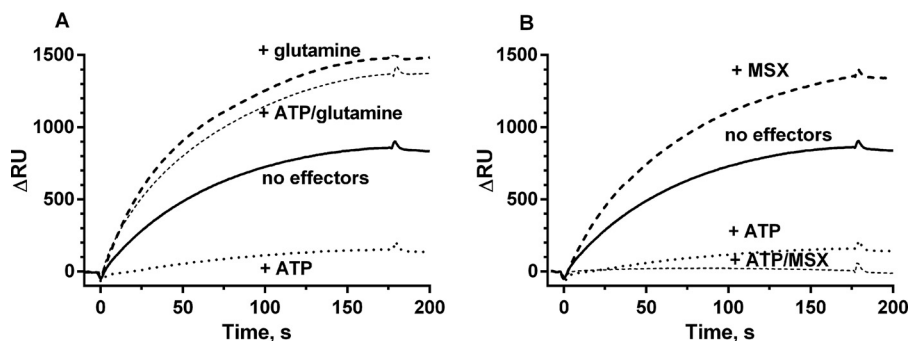 A
B
1500
1000
500
0
ΔRU
+ glutamine
+ ATP/glutamine
no effectors
+ ATP
0
50
100
150
200
Time, s
1500
1000
500
0
ΔRU
+ MSX
no effectors
+ ATP
+ ATP/MSX
0
50
100
150
200
Time, s